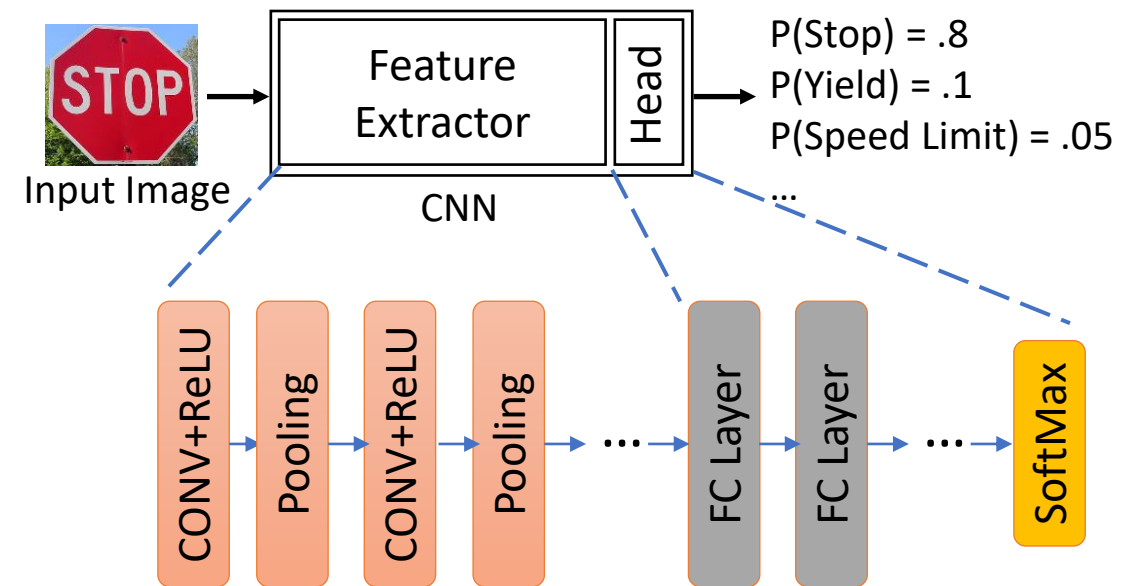 STOP
Input Image
Feature
Extractor
Head
CNN
P(Stop) = .8
P(Yield) = .1
P(Speed Limit) = .05
...
CONV+ReLU
Pooling
CONV+ReLU
Pooling
...
FC Layer
FC Layer
...
SoftMax